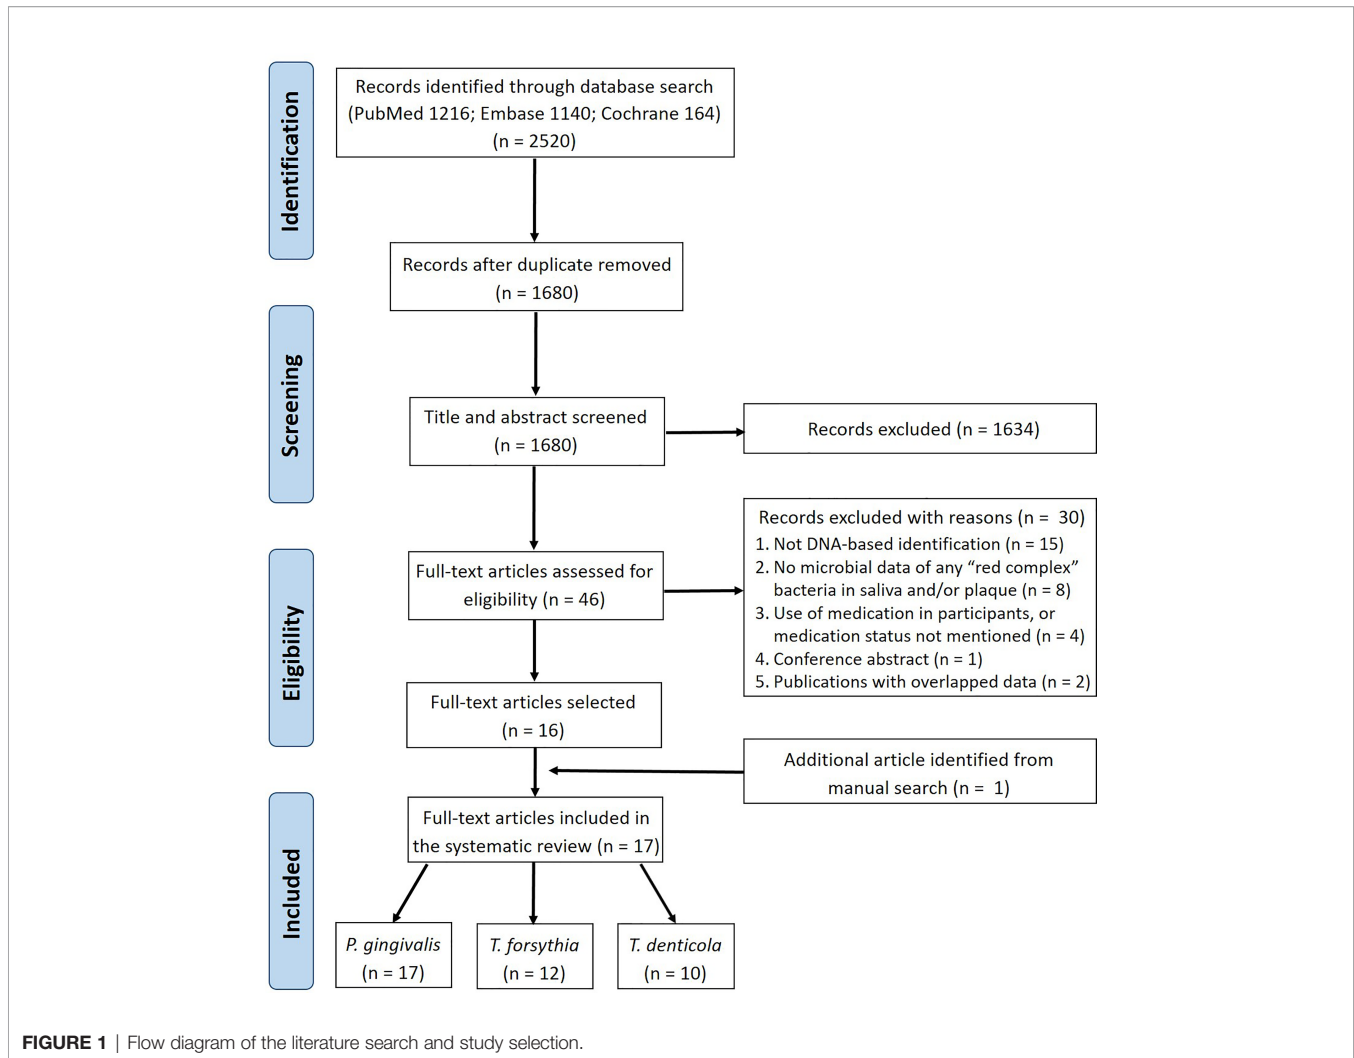 Identification
Records identified through database search
(PubMed 1216; Embase 1140; Cochrane 164)
(n = 2520)
Records after duplicate removed
(n = 1680)
Screening
Title and abstract screened
(n = 1680)
Records excluded (n = 1634)
Eligibility
Full-text articles assessed for
eligibility (n = 46)
Records excluded with reasons (n =  30)
1. Not DNA-based identification (n = 15)
2. No microbial data of any “red complex”
bacteria in saliva and/or plaque (n = 8)
3. Use of medication in participants, or
medication status not mentioned (n = 4)
4. Conference abstract (n = 1)
5. Publications with overlapped data (n = 2)
Full-text articles selected
(n = 16)
Additional article identified from
manual search (n =  1)
Included
Full-text articles included in
the systematic review (n = 17)
P. gingivalis
(n = 17)
T. forsythia
(n = 12)
T. denticola
(n = 10)
FIGURE 1 | Flow diagram of the literature search and study selection.